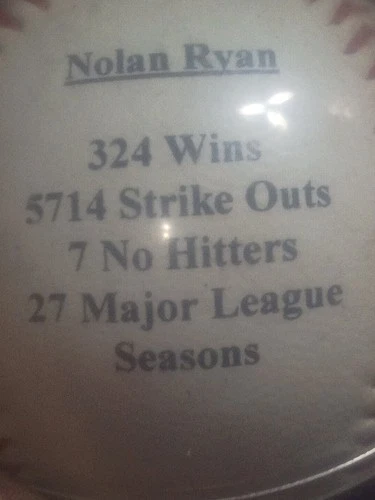 Nolan Ryan
324 Wins
5714 Strike Outs
7 No Hitters
27 Major League
Seasons